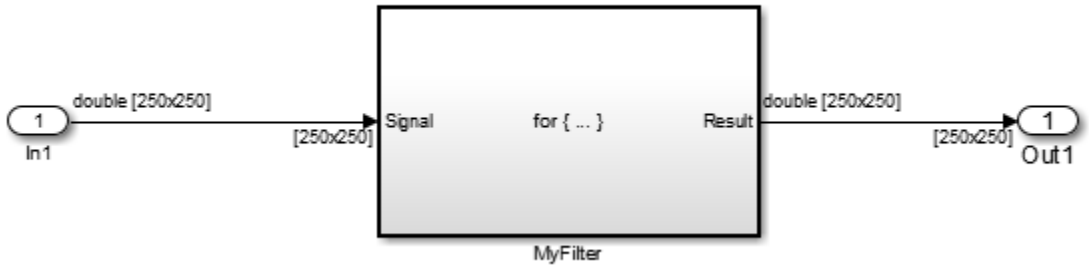 double [250x250]
1
In1
[250x250]
Signal
for { ... }
Result
MyFilter
double [250x250]
[250x250]
1
Out1